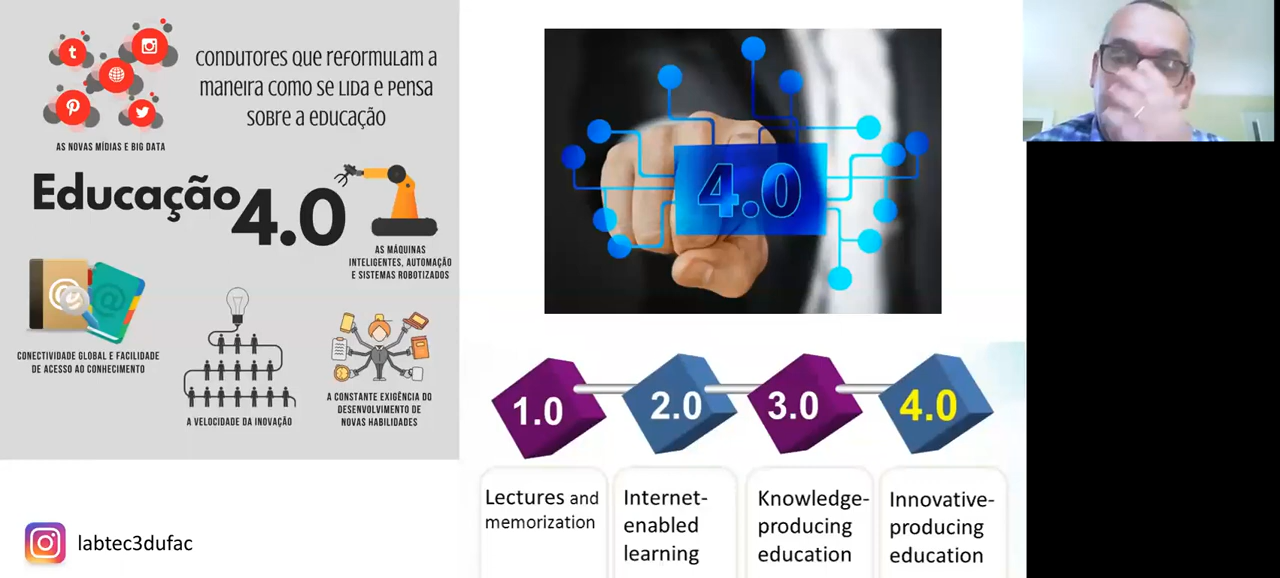 CONDUTORES QUE REFORMULAM A
MANEIRA COMO SE LIDA E PENSA
SOBRE A EDUCAÇÃO
AS NOVAS MÍDIAS E BIG DATA
Educação
4.0
AS MÁQUINAS
INTELIGENTES, AUTOMAÇÃO
E SISTEMAS ROBOTIZADOS
CONECTIVIDADE GLOBAL E FACILIDADE
DE ACESSO AO CONHECIMENTO
A VELOCIDADE DA INOVAÇÃO
A CONSTANTE EXIGÊNCIA DO
DESENVOLVIMENTO DE
NOVAS HABILIDADES
labtec3dufac
4.0
1.0
2.0
3.0
4.0
Lectures and
memorization
Internet-
enabled
learning
Knowledge-
producing
education
Innovative-
producing
education